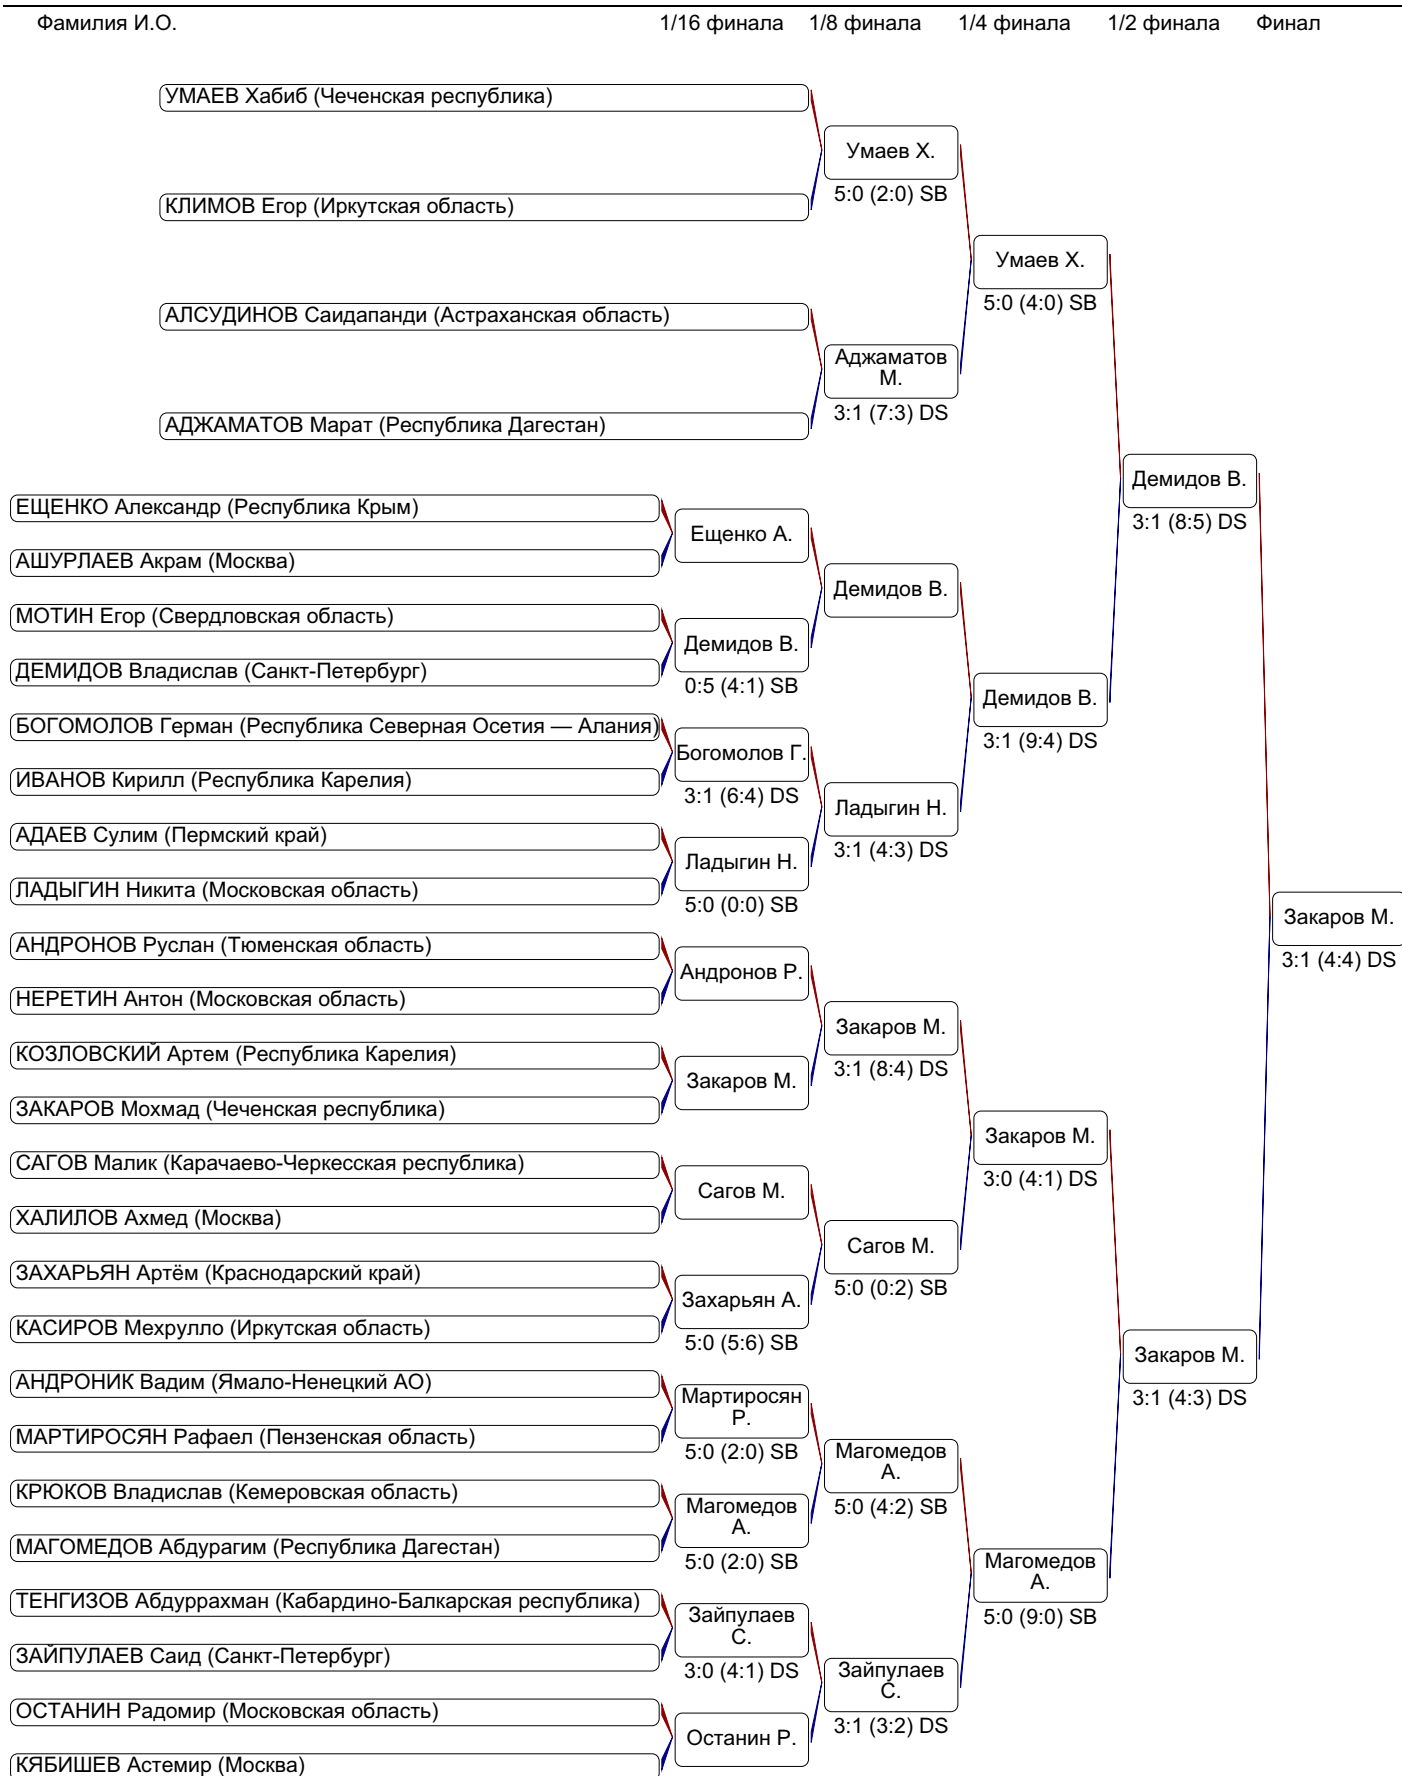 Фамилия И.О. 1/16 финала 1/8 финала 1/4 финала 1/2 финала Финал
УМАЕВ Хабиб (Чеченская республика)
Умаев Х.
5:0 (2:0) SB
КЛИМОВ Егор (Иркутская область)
Умаев Х.
5:0 (4:0) SB
АЛСУДИНОВ Саидапанди (Астраханская область)
Аджаматов
М.
3:1 (7:3) DS
АДЖАМАТОВ Марат (Республика Дагестан)
Демидов В.
3:1 (8:5) DS
ЕЩЕНКО Александр (Республика Крым)
Ещенко А.
АШУРЛАЕВ Акрам (Москва)
Демидов В.
МОТИН Егор (Свердловская область)
Демидов В.
0:5 (4:1) SB
ДЕМИДОВ Владислав (Санкт-Петербург)
Демидов В.
3:1 (9:4) DS
БОГОМОЛОВ Герман (Республика Северная Осетия — Алания)
Богомолов Г.
3:1 (6:4) DS
ИВАНОВ Кирилл (Республика Карелия)
Ладыгин Н.
3:1 (4:3) DS
АДАЕВ Сулим (Пермский край)
Ладыгин Н.
5:0 (0:0) SB
ЛАДЫГИН Никита (Московская область)
Закаров М.
3:1 (4:4) DS
АНДРОНОВ Руслан (Тюменская область)
Андронов Р.
НЕРЕТИН Антон (Московская область)
Закаров М.
3:1 (8:4) DS
КОЗЛОВСКИЙ Артем (Республика Карелия)
Закаров М.
ЗАКАРОВ Мохмад (Чеченская республика)
Закаров М.
3:0 (4:1) DS
САГОВ Малик (Карачаево-Черкесская республика)
Сагов М.
ХАЛИЛОВ Ахмед (Москва)
Сагов М.
5:0 (0:2) SB
ЗАХАРЬЯН Артём (Краснодарский край)
Захарьян А.
5:0 (5:6) SB
КАСИРОВ Мехрулло (Иркутская область)
Закаров М.
3:1 (4:3) DS
АНДРОНИК Вадим (Ямало-Ненецкий АО)
Мартиросян
Р.
5:0 (2:0) SB
МАРТИРОСЯН Рафаел (Пензенская область)
Магомедов
А.
5:0 (4:2) SB
КРЮКОВ Владислав (Кемеровская область)
Магомедов
А.
5:0 (2:0) SB
МАГОМЕДОВ Абдурагим (Республика Дагестан)
Магомедов
А.
5:0 (9:0) SB
ТЕНГИЗОВ Абдуррахман (Кабардино-Балкарская республика)
Зайпулаев
С.
3:0 (4:1) DS
ЗАЙПУЛАЕВ Саид (Санкт-Петербург)
Зайпулаев
С.
3:1 (3:2) DS
ОСТАНИН Радомир (Московская область)
Останин Р.
КЯБИШЕВ Астемир (Москва)